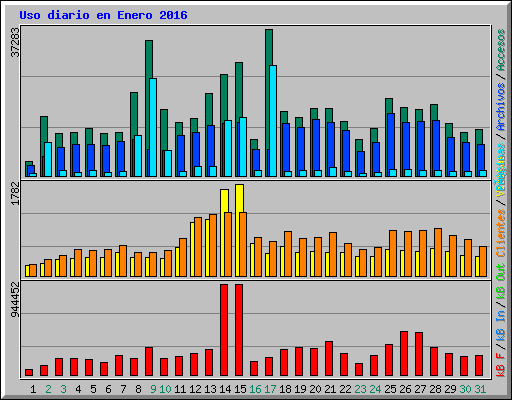 Uso diario en Enero 2016
37283
1782
944452
Accesos
/ Archivos /
/ Clientes /
kB F / kB In / kB Out
1 2 3 4 5 6 7 8 9 10 11 12 13 14 15 16 17 18 19 20 21 22 23 24 25 26 27 28 29 30 31